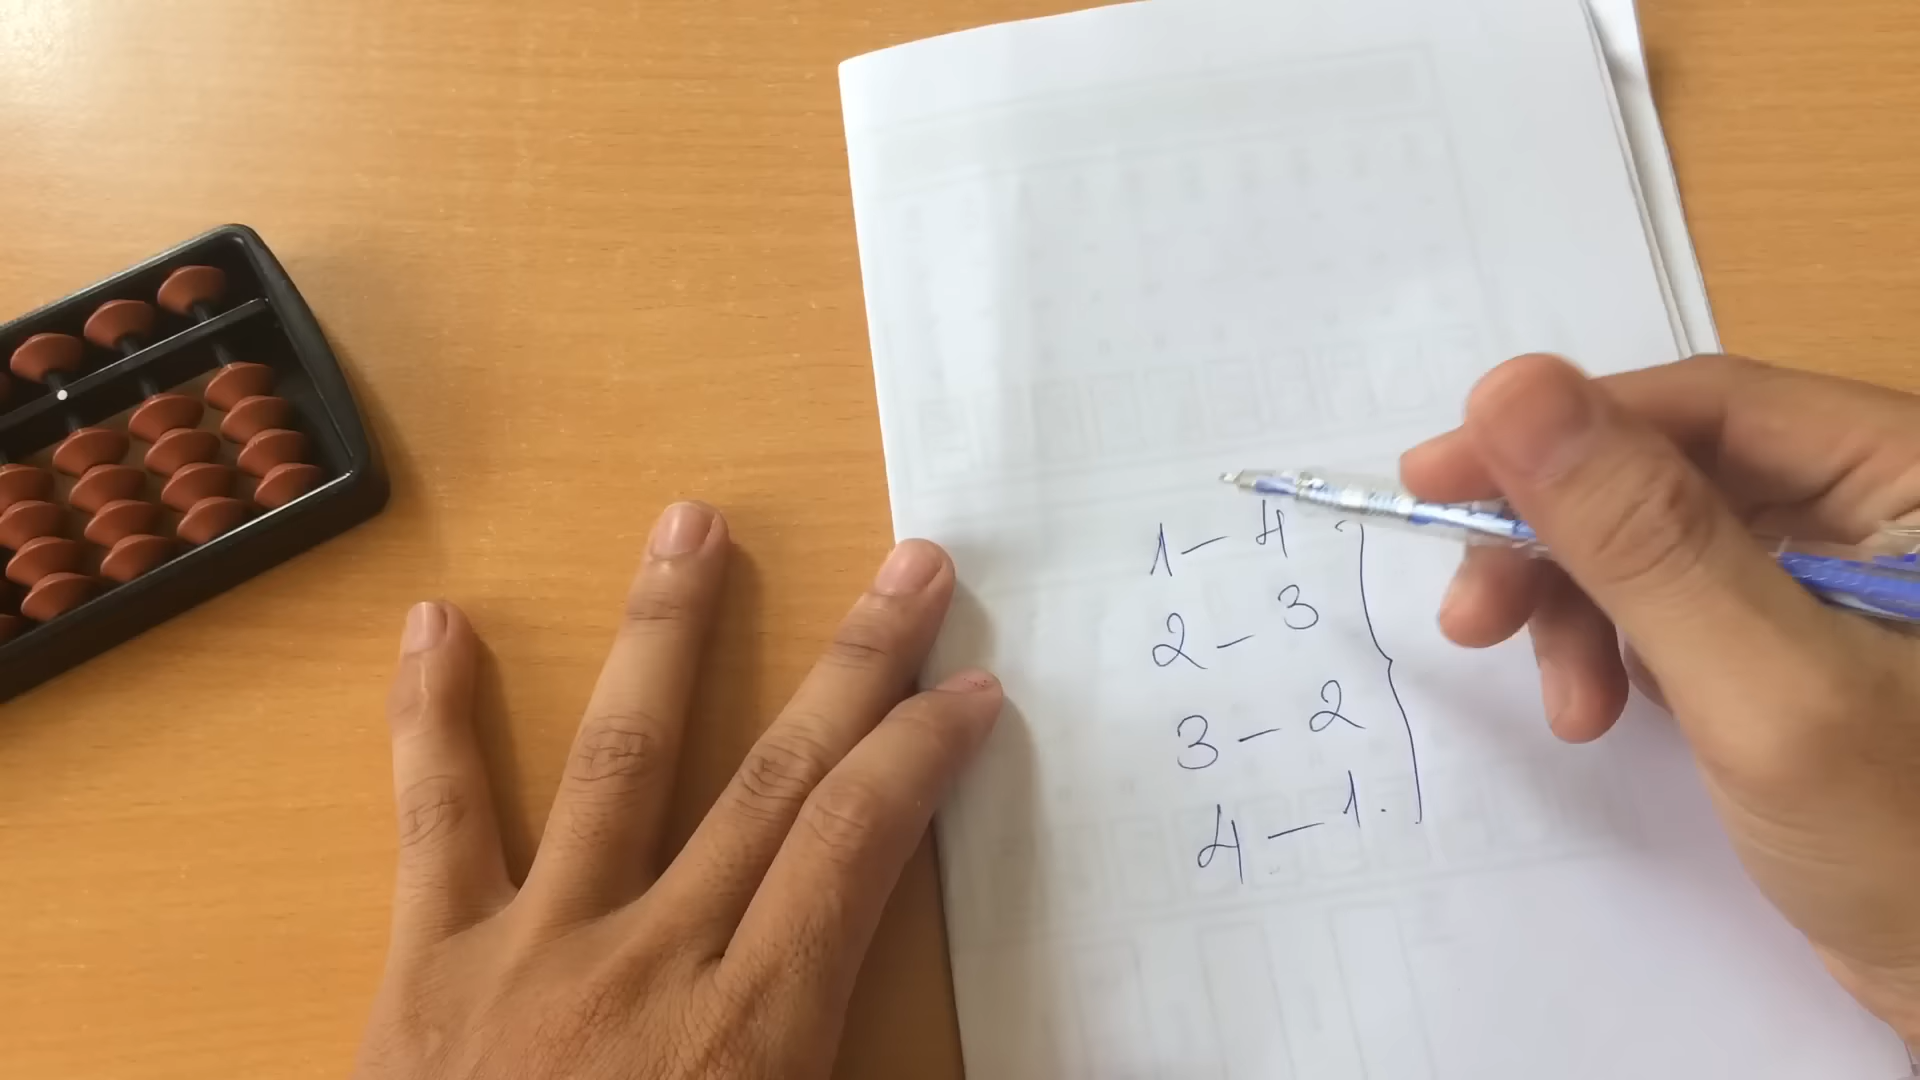 1 – 4
2 – 3
3 – 2
4 – 1.